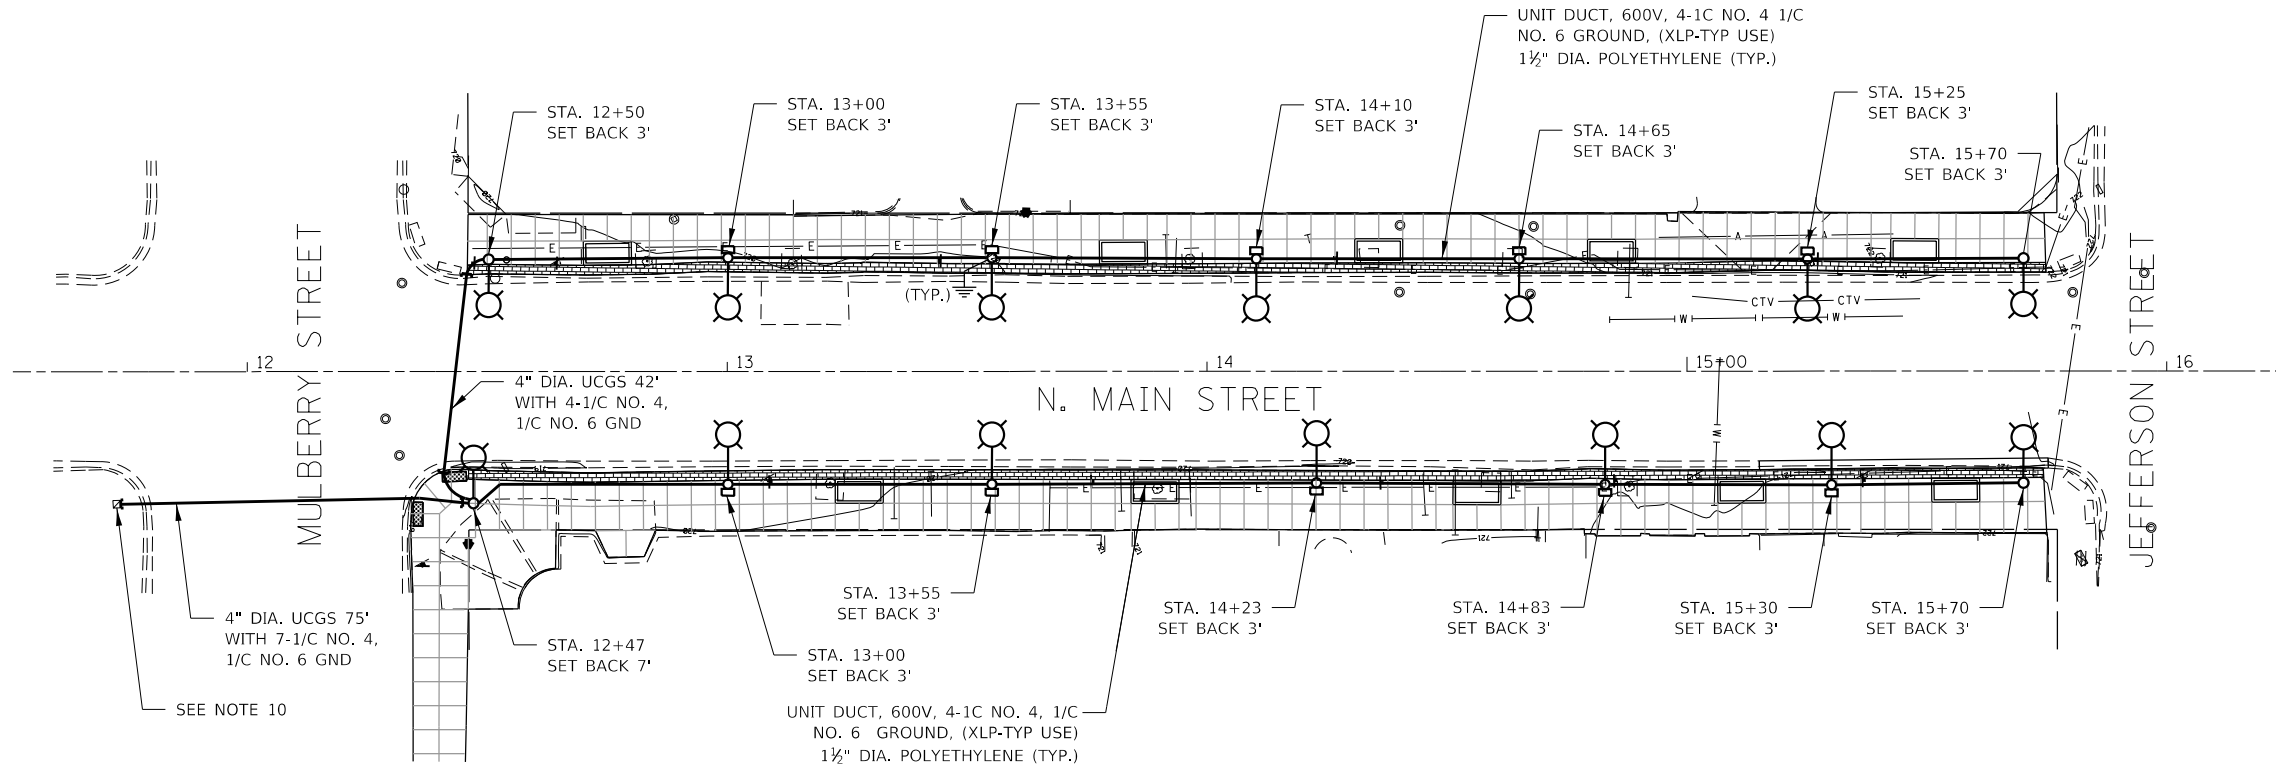 UNIT DUCT, 600V, 4-1C NO. 4 1/C
NO. 6 GROUND, (XLP-TYP USE)
1½" DIA. POLYETHYLENE (TYP.)
STA. 12+50
SET BACK 3'
STA. 13+00
SET BACK 3'
STA. 13+55
SET BACK 3'
STA. 14+10
SET BACK 3'
STA. 14+65
SET BACK 3'
STA. 15+25
SET BACK 3'
STA. 15+70
SET BACK 3'
E
E
E
E
E
A
A
E
(TYP.)
CTV
CTV
W
W
E
MULBERRY STREET
JEFFERSON STREET
12
13
14
15+00
16
4" DIA. UCGS 42'
WITH 4-1/C NO. 4,
1/C NO. 6 GND
N. MAIN STREET
W
E
E
E
E
E
E
E
722
721
721
STA. 13+55
SET BACK 3'
STA. 14+23
SET BACK 3'
STA. 14+83
SET BACK 3'
STA. 15+30
SET BACK 3'
STA. 15+70
SET BACK 3'
4" DIA. UCGS 75'
WITH 7-1/C NO. 4,
1/C NO. 6 GND
STA. 12+47
SET BACK 7'
STA. 13+00
SET BACK 3'
SEE NOTE 10
UNIT DUCT, 600V, 4-1C NO. 4, 1/C
NO. 6 GROUND, (XLP-TYP USE)
1½" DIA. POLYETHYLENE (TYP.)